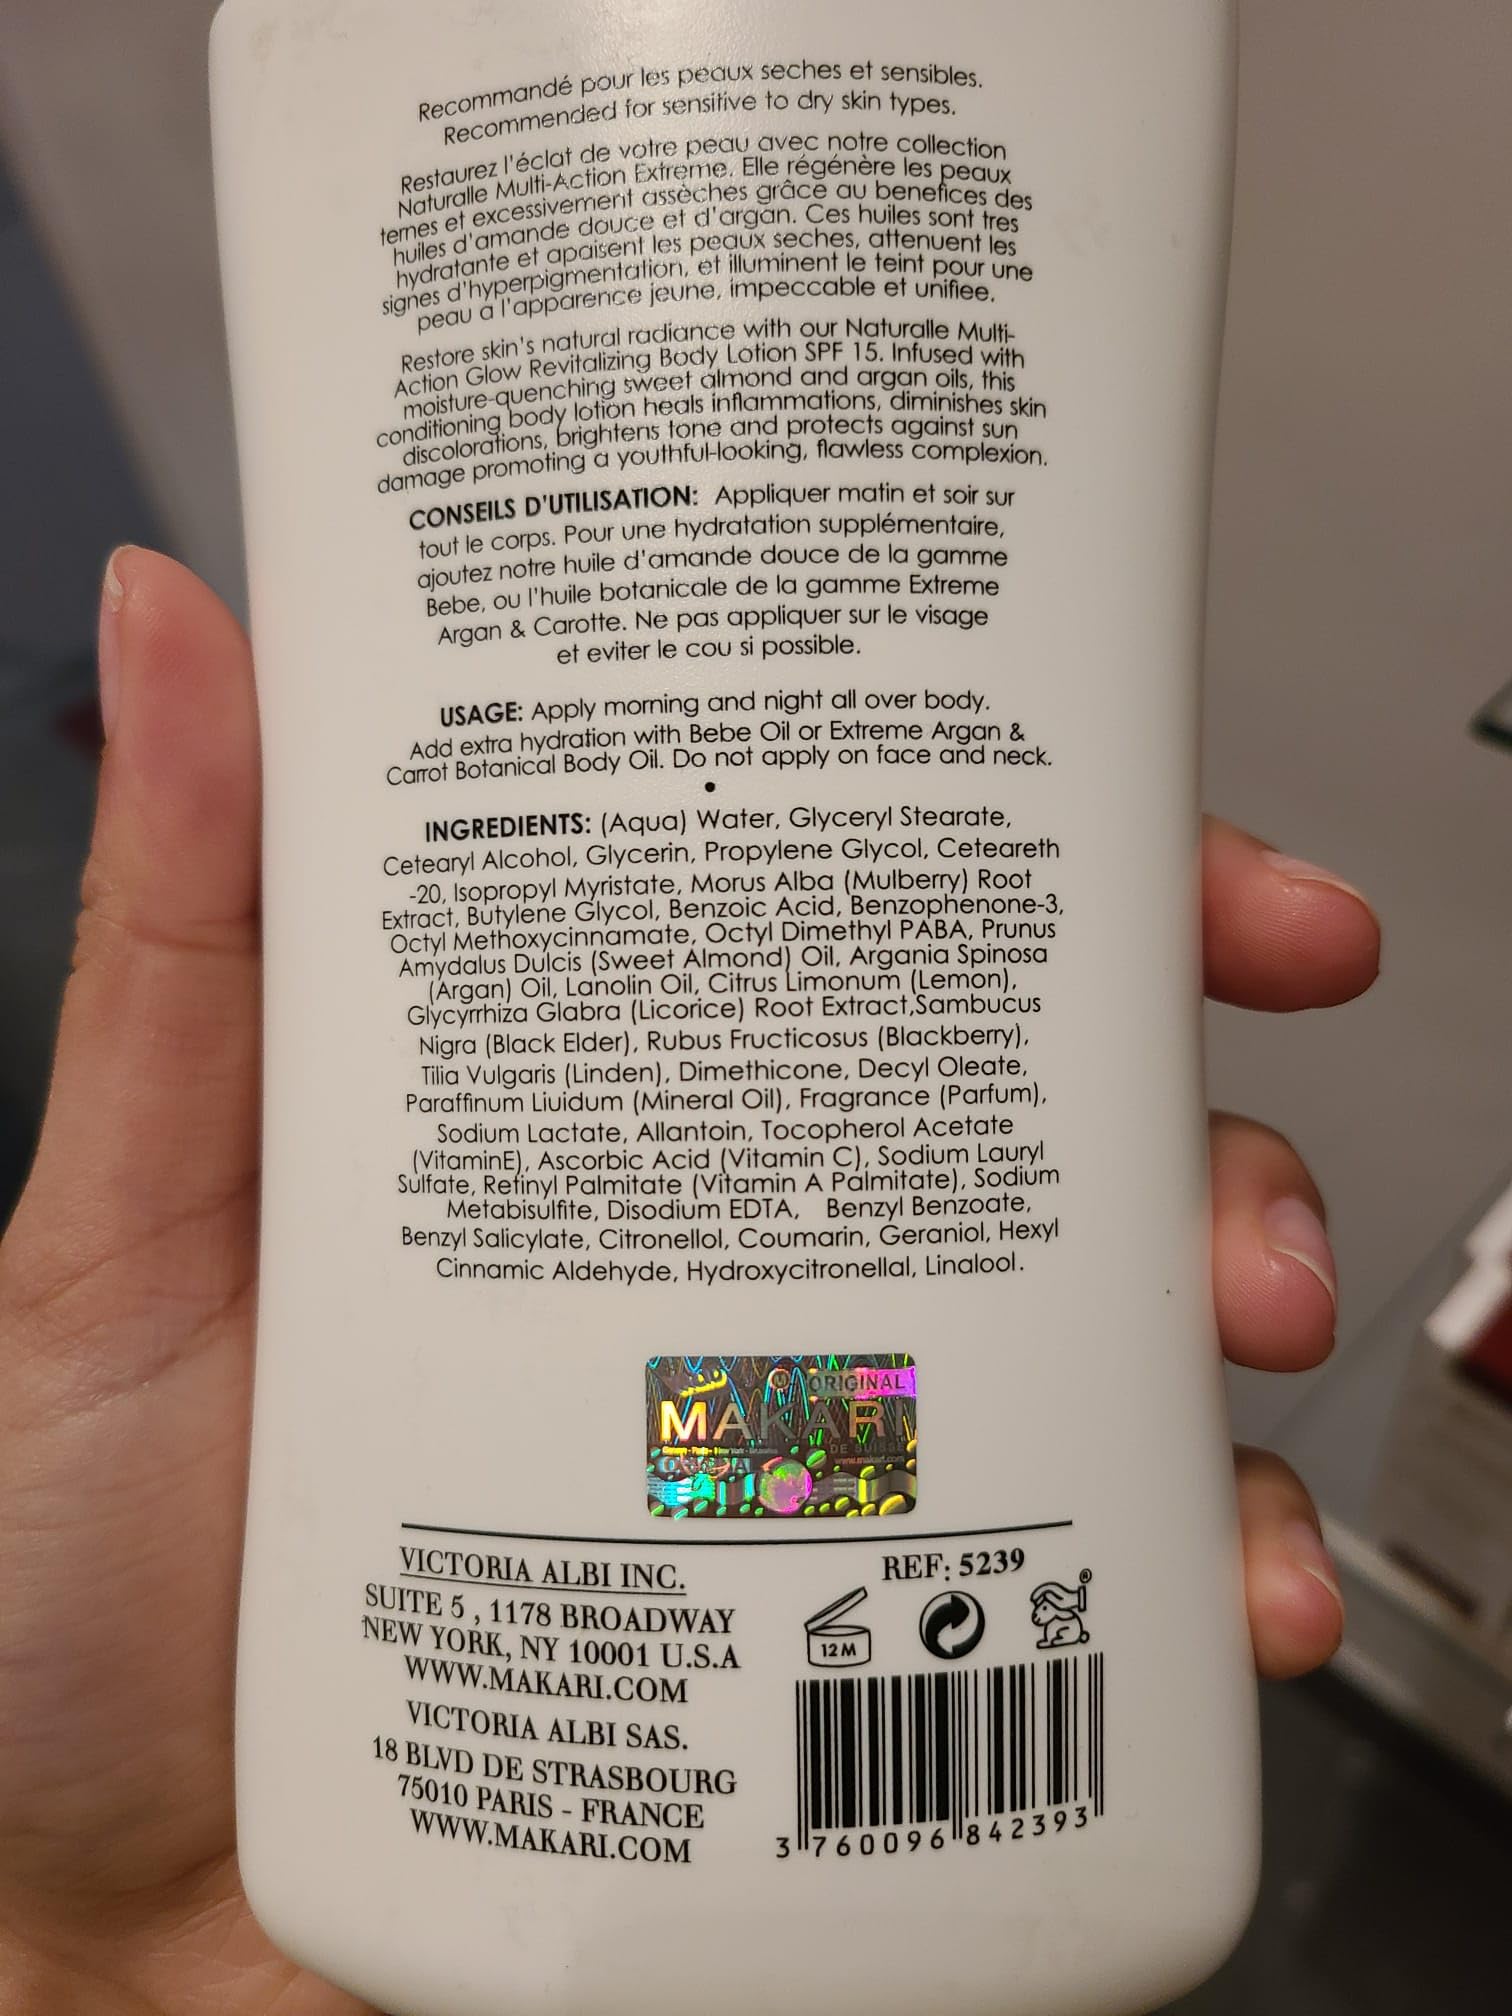 Recommandé pour les peaux seches et sensibles.
Recommended for sensitive to dry skin types.
Restaurez l'éclat de votre peau avec notre collection
Naturalle Multi-Action Extreme. Elle régénère les peaux
ternes et excessivement assèches grâce au benefices des
huiles d'amande douce et d'argan. Ces huiles sont tres
hydratante et apaisent les peaux seches, attenuent les
signes d'hyperpigmentation, et illuminent le teint pour une
peau a l'apparence jeune, impeccable et unifiee.
Restore skin's natural radiance with our Naturalle Multi-
Action Glow Revitalizing Body Lotion SPF 15. Infused with
moisture-quenching sweet almond and argan oils, this
conditioning body lotion heals inflammations, diminishes skin
discolorations, brightens tone and protects against sun
damage promoting a youthful-looking, flawless complexion.
CONSEILS D'UTILISATION: Appliquer matin et soir sur
tout le corps. Pour une hydratation supplémentaire,
ajoutez notre huile d'amande douce de la gamme
Bebe, ou l'huile botanicale de la gamme Extreme
Argan & Carotte. Ne pas appliquer sur le visage
et eviter le cou si possible.
USAGE: Apply morning and night all over body.
Add extra hydration with Bebe Oil or Extreme Argan &
Carrot Botanical Body Oil. Do not apply on face and neck.
•
INGREDIENTS: (Aqua) Water, Glyceryl Stearate,
Cetearyl Alcohol, Glycerin, Propylene Glycol, Ceteareth
-20, Isopropyl Myristate, Morus Alba (Mulberry) Root
Extract, Butylene Glycol, Benzoic Acid, Benzophenone-3,
Octyl Methoxycinnamate, Octyl Dimethyl PABA, Prunus
Amydalus Dulcis (Sweet Almond) Oil, Argania Spinosa
(Argan) Oil, Lanolin Oil, Citrus Limonum (Lemon),
Glycyrrhiza Glabra (Licorice) Root Extract,Sambucus
Nigra (Black Elder), Rubus Fructicosus (Blackberry),
Tilia Vulgaris (Linden), Dimethicone, Decyl Oleate,
Paraffinum Liuidum (Mineral Oil), Fragrance (Parfum),
Sodium Lactate, Allantoin, Tocopherol Acetate
(VitaminE), Ascorbic Acid (Vitamin C), Sodium Lauryl
Sulfate, Retinyl Palmitate (Vitamin A Palmitate), Sodium
Metabisulfite, Disodium EDTA, Benzyl Benzoate,
Benzyl Salicylate, Citronellol, Coumarin, Geraniol, Hexyl
Cinnamic Aldehyde, Hydroxycitronellal, Linalool.
ORIGINAL
MAKARI
DE SUISSE
www.makari.com
VICTORIA ALBI INC.
SUITE 5 , 1178 BROADWAY
NEW YORK, NY 10001 U.S.A
WWW.MAKARI.COM
VICTORIA ALBI SAS.
18 BLVD DE STRASBOURG
75010 PARIS - FRANCE
WWW.MAKARI.COM
REF: 5239
12 M
3 760096 842393